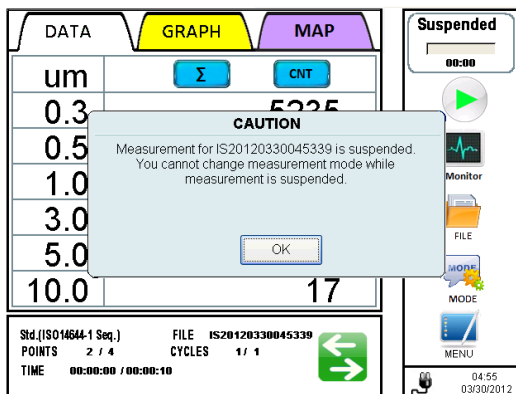 DATA
GRAPH
MAP
um
Σ
CNT
0.3
5235
0.5
1.0
3.0
5.0
10.0
17
CAUTION
Measurement for IS20120330045339 is suspended.
You cannot change measurement mode while
measurement is suspended.
OK
Std.(ISO14644-1 Seq.)
FILE IS20120330045339
POINTS 2 / 4
CYCLES 1/ 1
TIME 00:00:00 / 00:00:10
Suspended
00:00
Monitor
FILE
MODE
MODE
MENU
04:55
03/30/2012